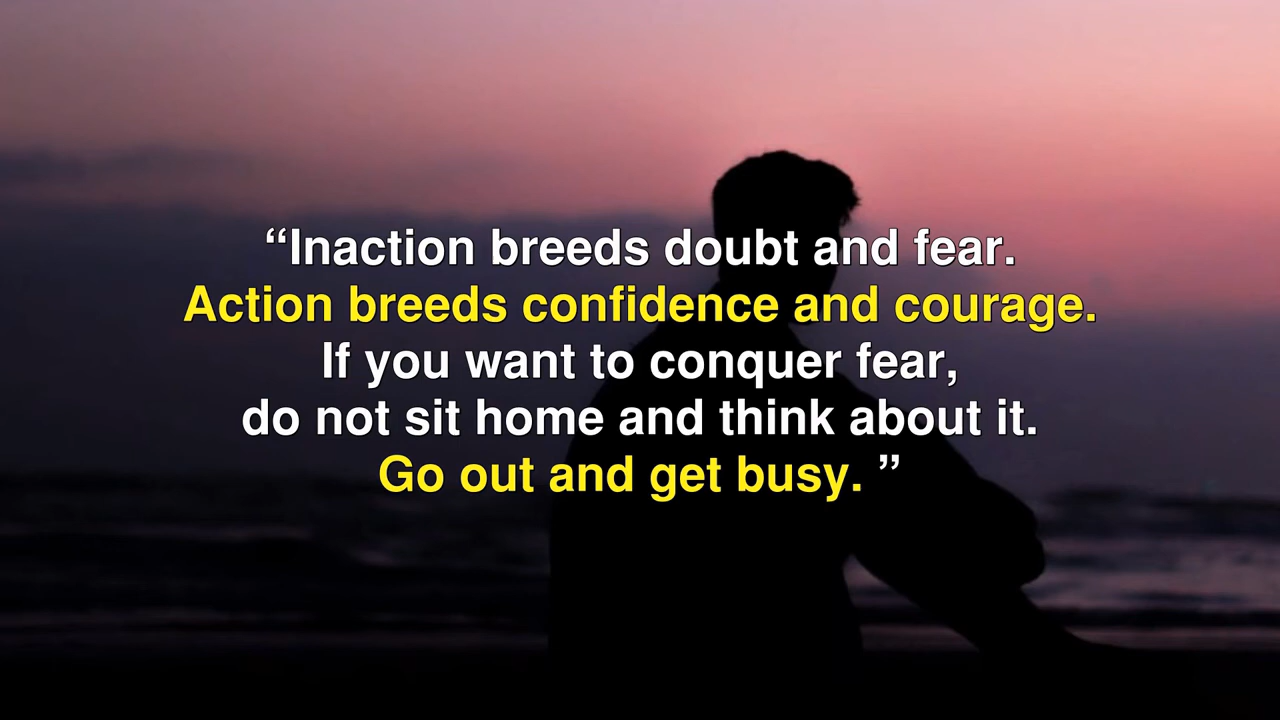 “Inaction breeds doubt and fear.
Action breeds confidence and courage.
If you want to conquer fear,
do not sit home and think about it.
Go out and get busy. ”